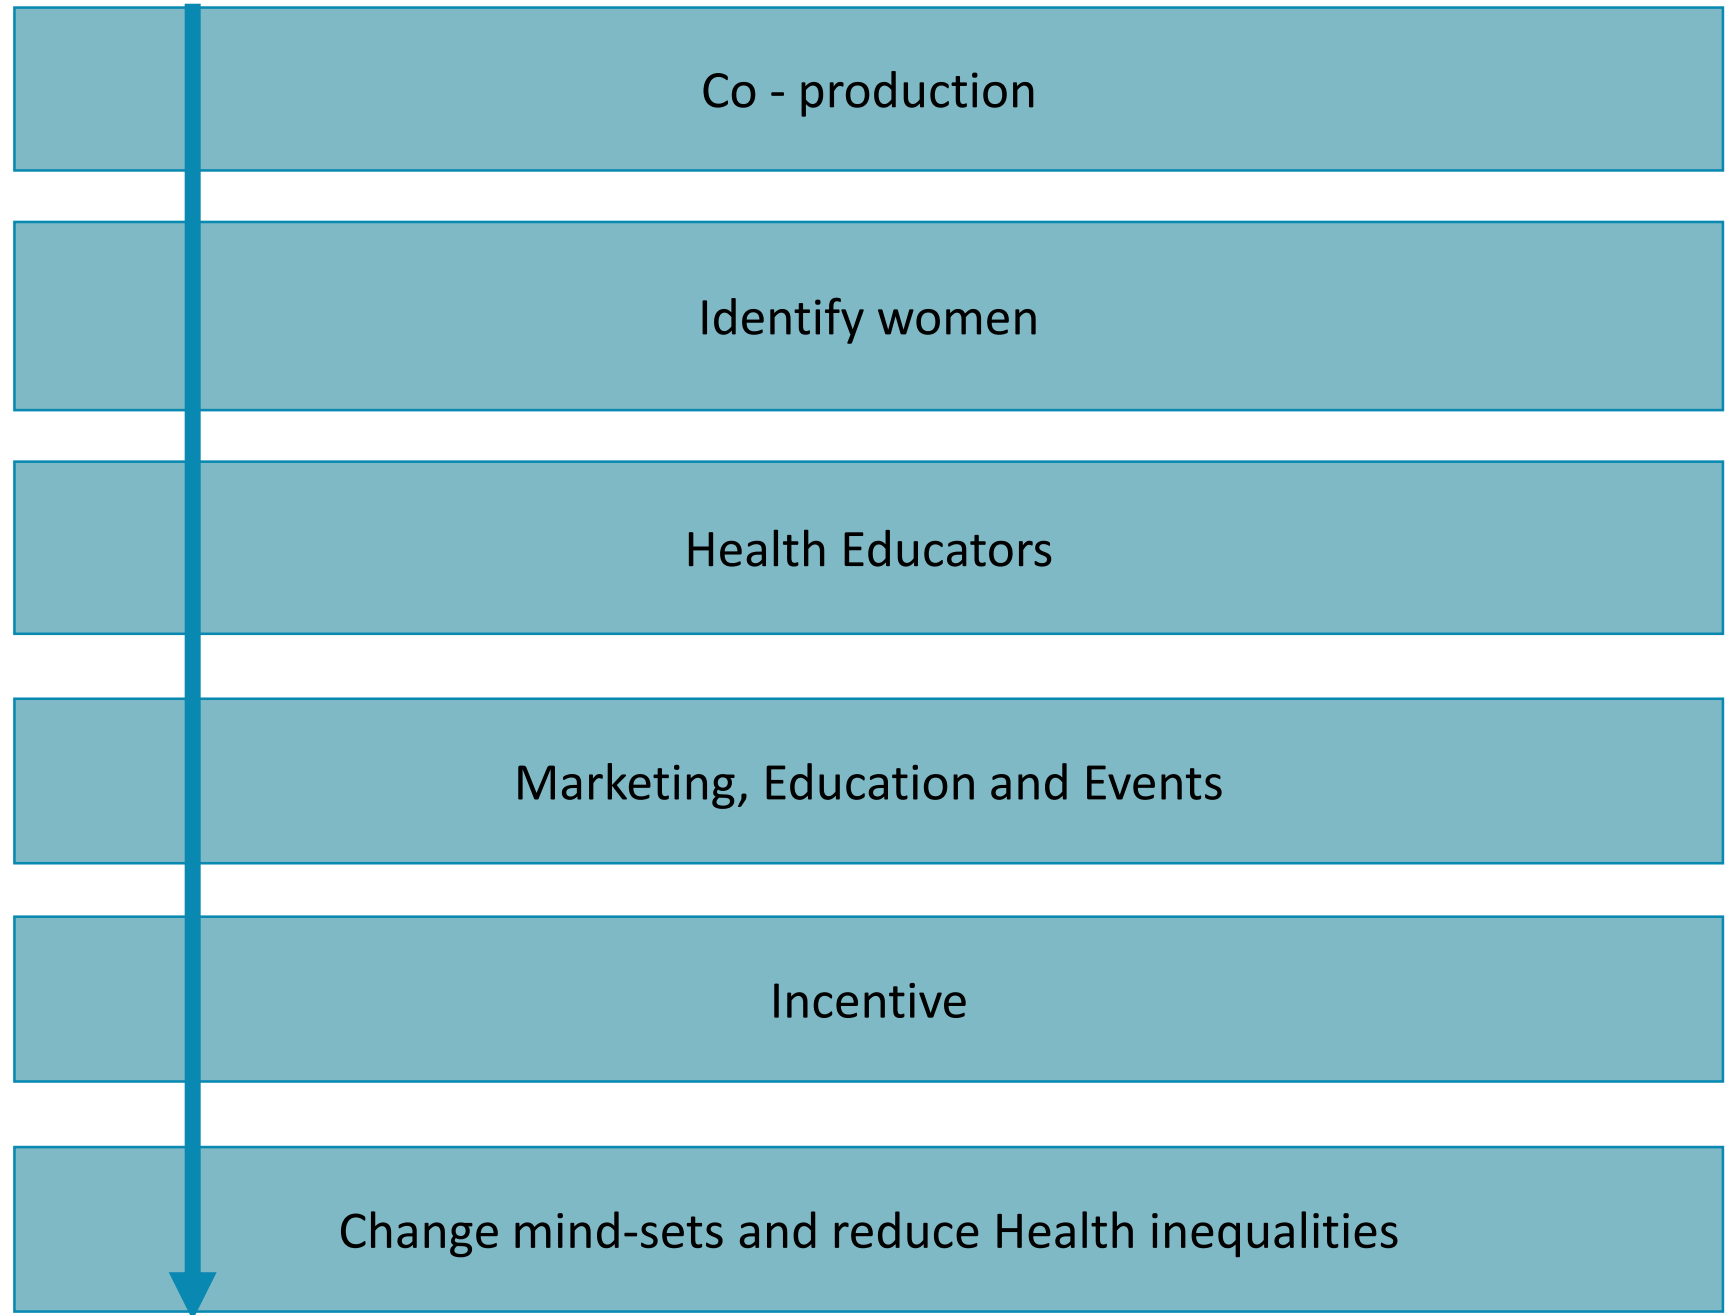 Co - production
Identify women
Health Educators
Marketing, Education and Events
Incentive
Change mind-sets and reduce Health inequalities